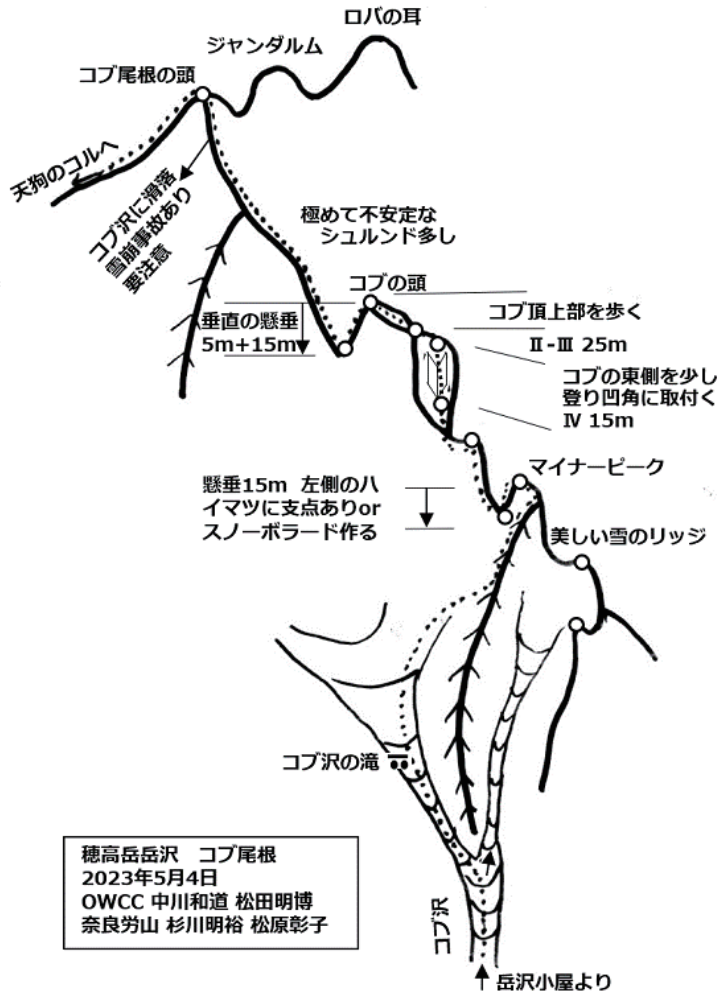 ロバの耳
ジャンダルム
コブ尾根の頭
天狗のコルへ
コブ沢に滑落
雪崩事故あり
要注意
極めて不安定な
シュルンド多し
コブの頭
コブ頂上部を歩く
垂直の懸垂
5m+15m
Ⅱ-Ⅲ 25m
コブの東側を少し
登り凹角に取付く
Ⅳ 15m
マイナーピーク
懸垂15m 左側のハ
イマツに支点ありor
スノーボラード作る
美しい雪のリッジ
コブ沢の滝
穂高岳岳沢 コブ尾根
2023年5月4日
OWCC 中川和道 松田明博
奈良労山 杉川明裕 松原彰子
コブ沢
岳沢小屋より